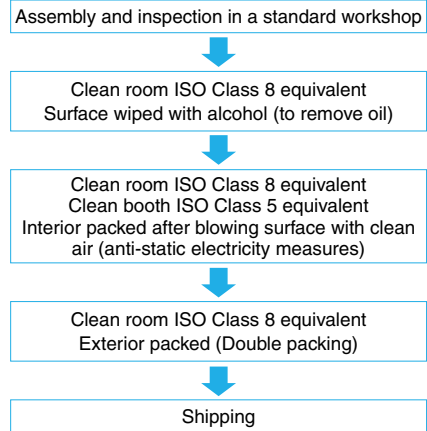 Assembly and inspection in a standard workshop
Clean room ISO Class 8 equivalent
Surface wiped with alcohol (to remove oil)
Clean room ISO Class 8 equivalent
Clean booth ISO Class 5 equivalent
Interior packed after blowing surface with clean
air (anti-static electricity measures)
Clean room ISO Class 8 equivalent
Exterior packed (Double packing)
Shipping